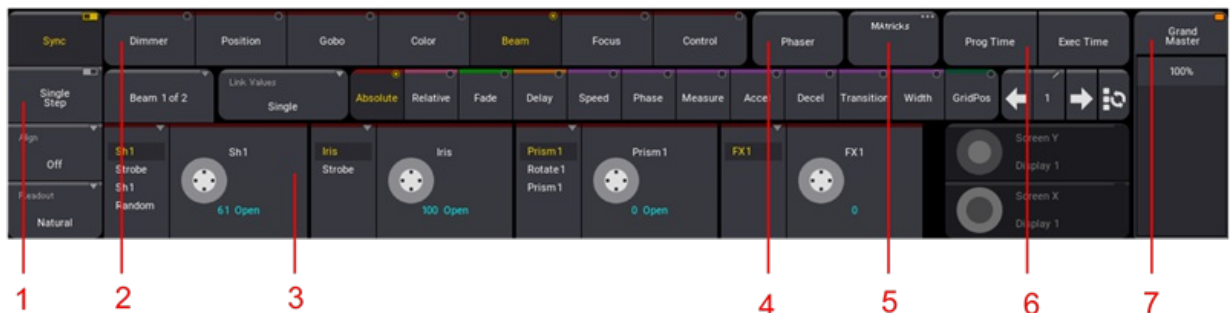 Sync
Dimmer
Position
Gobo
Color
Beam
Focus
Control
Phaser
MAtricks
Prog Time
Exec Time
Grand
Master
100%
Single
Step
Beam 1 of 2
Link Values
Single
Absolute
Relative
Fade
Delay
Speed
Phase
Measure
Accel
Decel
Transition
Width
GridPos
1
Align
Off
Readout
Natural
Sh1
Strobe
Sh1
Random
Sh1
61 Open
Iris
Strobe
Iris
100 Open
Prism1
Rotate1
Prism1
Prism1
0 Open
FX1
FX1
0
Screen Y
Display 1
Screen X
Display 1
1
2
3
4
5
6
7